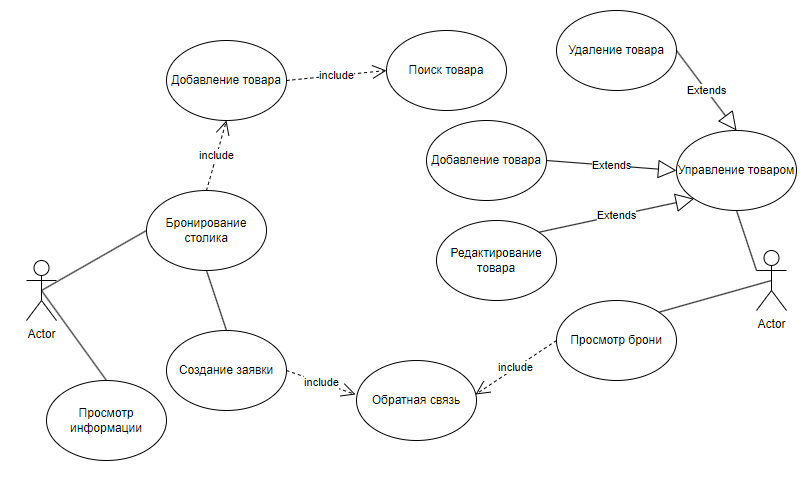 Удаление товара
Добавление товара
include
Поиск товара
Extends
include
Добавление товара
Extends
Управление товаром
Бронирование
столика
Extends
Редактирование
товара
Actor
Actor
Просмотр брони
Создание заявки
include
include
Обратная связь
Просмотр
информации